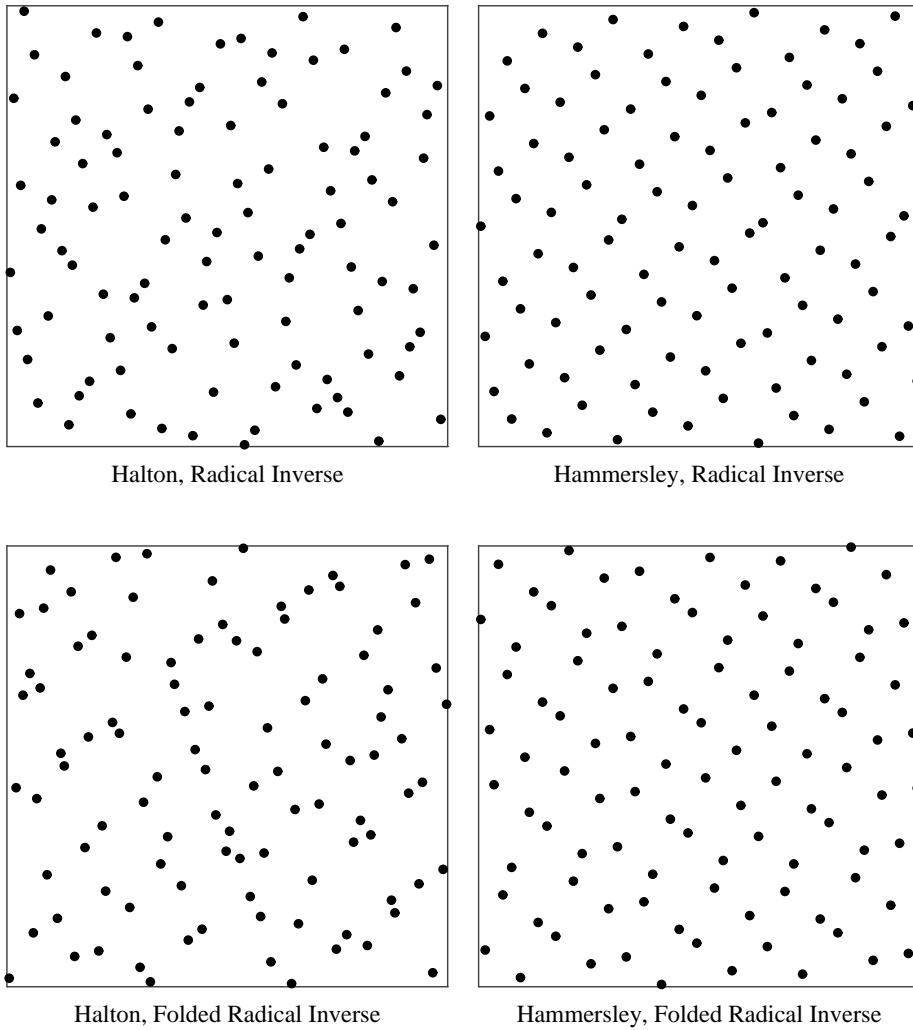 Halton, Radical Inverse
Hammersley, Radical Inverse
Halton, Folded Radical Inverse
Hammersley, Folded Radical Inverse